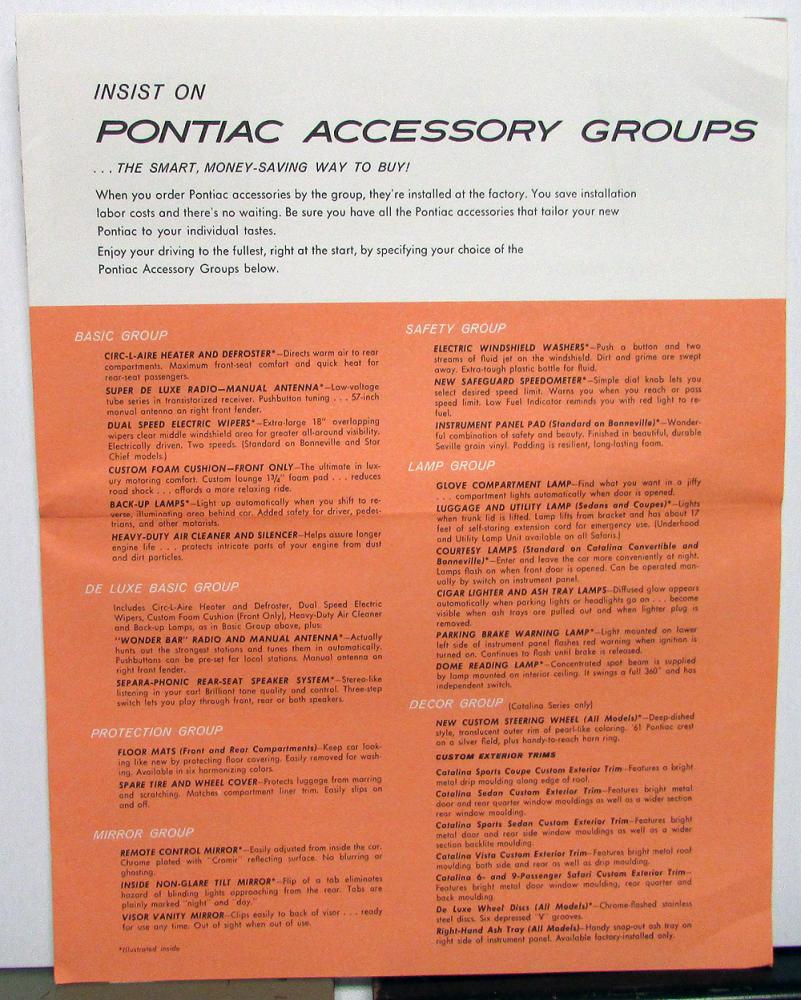 INSIST ON
PONTIAC ACCESSORY GROUPS
. . . THE SMART, MONEY-SAVING WAY TO BUY!
When you order Pontiac accessories by the group, they're installed at the factory. You save installation
labor costs and there's no waiting. Be sure you have all the Pontiac accessories that tailor your new
Pontiac to your individual tastes.
Enjoy your driving to the fullest, right at the start, by specifying your choice of the
Pontiac Accessory Groups below.
BASIC GROUP
CIRC-L-AIRE HEATER AND DEFROSTER*—Directs warm air to rear
compartments. Maximum front-seat comfort and quick heat for
rear-seat passengers.
SUPER DE LUXE RADIO—MANUAL ANTENNA*—Low-voltage
tube series in transistorized receiver. Pushbutton tuning . . . 57-inch
manual antenna on right front fender.
DUAL SPEED ELECTRIC WIPERS*—Extra-large 18" overlapping
wipers clear middle windshield area for greater all-around visibility.
Electrically driven. Two speeds. (Standard on Bonneville and Star
Chief models.)
CUSTOM FOAM CUSHION—FRONT ONLY—The ultimate in lux-
ury motoring comfort. Custom lounge 1¾" foam pad . . . reduces
road shock . . . affords a more relaxing ride.
BACK-UP LAMPS*—Light up automatically when you shift to re-
verse, illuminating area behind car. Added safety for driver, pedes-
trians, and other motorists.
HEAVY-DUTY AIR CLEANER AND SILENCER—Helps assure longer
engine life . . . protects intricate parts of your engine from dust
and dirt particles.
DE LUXE BASIC GROUP
Includes Circ-L-Aire Heater and Defroster, Dual Speed Electric
Wipers, Custom Foam Cushion (Front Only), Heavy-Duty Air Cleaner
and Back-up Lamps, as in Basic Group above, plus:
"WONDER BAR" RADIO AND MANUAL ANTENNA*—Actually
hunts out the strongest stations and tunes them in automatically.
Pushbuttons can be pre-set for local stations. Manual antenna on
right front fender.
SEPARA-PHONIC REAR-SEAT SPEAKER SYSTEM*—Stereo-like
listening in your car! Brilliant tone quality and control. Three-step
switch lets you play through front, rear or both speakers.
PROTECTION GROUP
FLOOR MATS (Front and Rear Compartments)—Keep car look-
ing like new by protecting floor covering. Easily removed for wash-
ing. Available in six harmonizing colors.
SPARE TIRE AND WHEEL COVER—Protects luggage from marring
and scratching. Matches compartment liner trim. Easily slips on
and off.
MIRROR GROUP
REMOTE CONTROL MIRROR*—Easily adjusted from inside the car.
Chrome plated with "Cromir" reflecting surface. No blurring or
ghosting.
INSIDE NON-GLARE TILT MIRROR*—Flip of a tab eliminates
hazard of blinding lights approaching from the rear. Tabs are
plainly marked "night" and "day."
VISOR VANITY MIRROR—Clips easily to back of visor . . . ready
for use any time. Out of sight when out of use.
*Illustrated inside
SAFETY GROUP
ELECTRIC WINDSHIELD WASHERS*—Push a button and two
streams of fluid jet on the windshield. Dirt and grime are swept
away. Extra-tough plastic bottle for fluid.
NEW SAFEGUARD SPEEDOMETER*—Simple dial knob lets you
select desired speed limit. Warns you when you reach or pass
speed limit. Low Fuel Indicator reminds you with red light to re-
fuel.
INSTRUMENT PANEL PAD (Standard on Bonneville)*—Wonder-
ful combination of safety and beauty. Finished in beautiful, durable
Seville grain vinyl. Padding is resilient, long-lasting foam.
LAMP GROUP
GLOVE COMPARTMENT LAMP—Find what you want in a jiffy
. . . compartment lights automatically when door is opened.
LUGGAGE AND UTILITY LAMP (Sedans and Coupes)*—Lights
when trunk lid is lifted. Lamp lifts from bracket and has about 17
feet of self-storing extension cord for emergency use. (Underhood
and Utility Lamp Unit available on all Safaris.)
COURTESY LAMPS (Standard on Catalina Convertible and
Bonneville)*—Enter and leave the car more conveniently at night.
Lamps flash on when front door is opened. Can be operated man-
ually by switch on instrument panel.
CIGAR LIGHTER AND ASH TRAY LAMPS—Diffused glow appears
automatically when parking lights or headlights go on . . . become
visible when ash trays are pulled out and when lighter plug is
removed.
PARKING BRAKE WARNING LAMP*—Light mounted on lower
left side of instrument panel flashes red warning when ignition is
turned on. Continues to flash until brake is released.
DOME READING LAMP*—Concentrated spot beam is supplied
by lamp mounted on interior ceiling. It swings a full 360° and has
independent switch.
DECOR GROUP (Catalina Series only)
NEW CUSTOM STEERING WHEEL (All Models)*—Deep-dished
style, translucent outer rim of pearl-like coloring. '61 Pontiac crest
on a silver field, plus handy-to-reach horn ring.
CUSTOM EXTERIOR TRIMS
Catalina Sports Coupe Custom Exterior Trim—Features a bright
metal drip moulding along edge of roof.
Catalina Sedan Custom Exterior Trim—Features bright metal
door and rear quarter window mouldings as well as a wider section
rear window moulding.
Catalina Sports Sedan Custom Exterior Trim—Features bright
metal door and rear side window mouldings as well as a wider
section backlite moulding.
Catalina Vista Custom Exterior Trim—Features bright metal roof
moulding both side and rear as well as drip moulding.
Catalina 6- and 9-Passenger Safari Custom Exterior Trim—
Features bright metal door window moulding, rear quarter and
back moulding.
De Luxe Wheel Discs (All Models)*—Chrome-flashed stainless
steel discs. Six depressed "V" grooves.
Right-Hand Ash Tray (All Models)—Handy snap-out ash tray on
right side of instrument panel. Available factory-installed only.